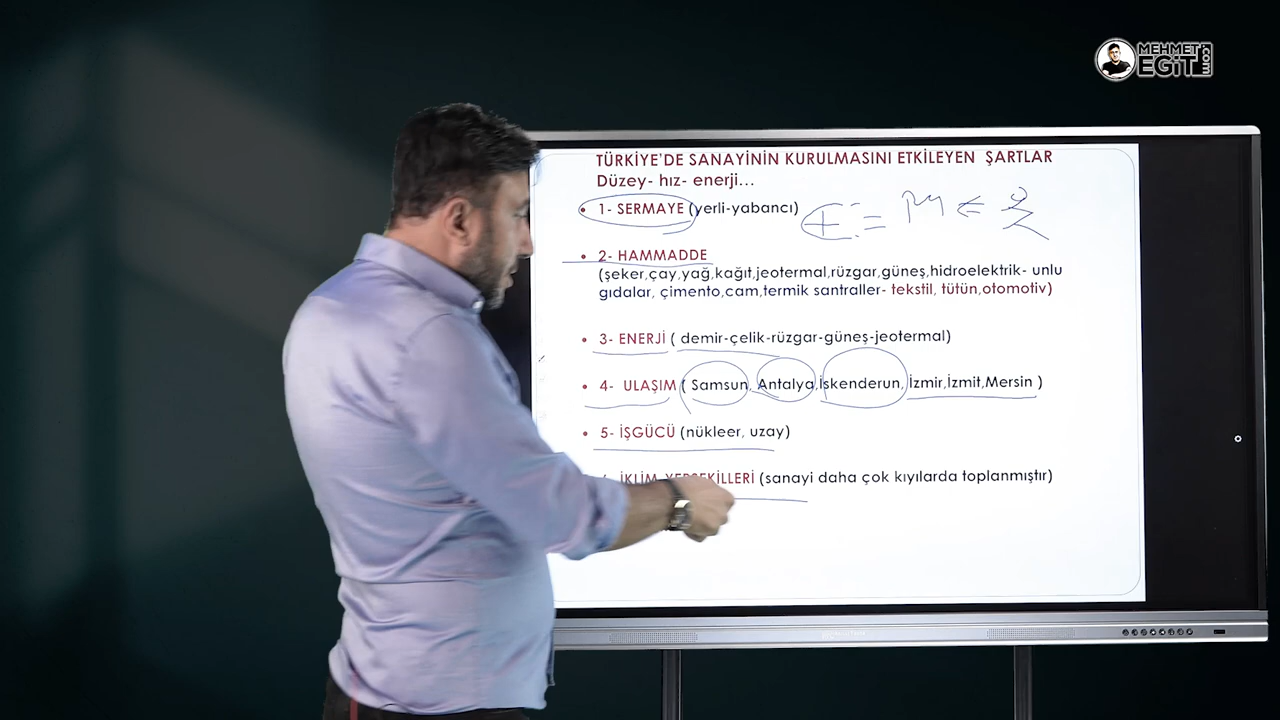 MEHMET
EĞİT.com
TÜRKİYE'DE SANAYİNİN KURULMASINI ETKİLEYEN ŞARTLAR
Düzey- hız- enerji...
• 1- SERMAYE (yerli-yabancı)
• 2- HAMMADDE
(şeker,çay,yağ,kağıt,jeotermal,rüzgar,güneş,hidroelektrik- unlu
gıdalar, çimento,cam,termik santraller- tekstil, tütün,otomotiv)
• 3- ENERJİ ( demir-çelik-rüzgar-güneş-jeotermal)
• 4- ULAŞIM ( Samsun, Antalya,İskenderun, İzmir,İzmit,Mersin )
• 5- İŞGÜCÜ (nükleer, uzay)
İKLİM YERŞEKİLLERİ (sanayi daha çok kıyılarda toplanmıştır)